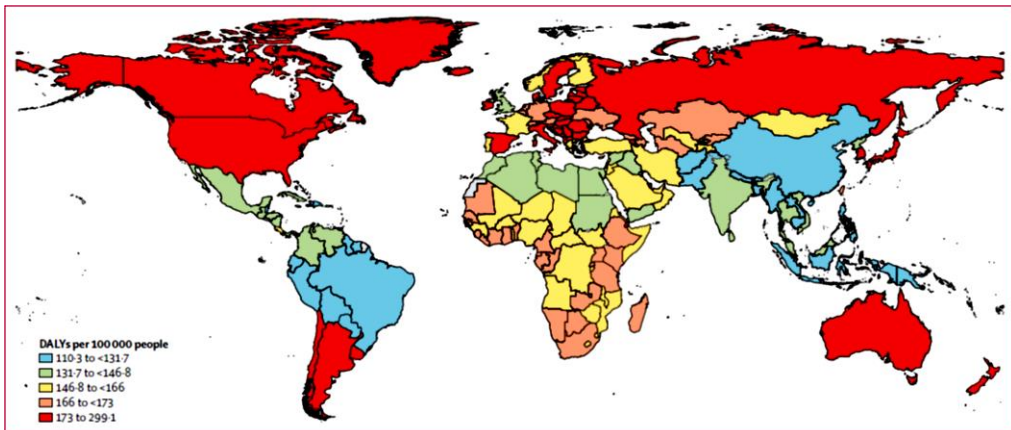 DALYs per 100 000 people
110·3 to <131·7
131·7 to <146·8
146·8 to <166
166 to <173
173 to 299·1